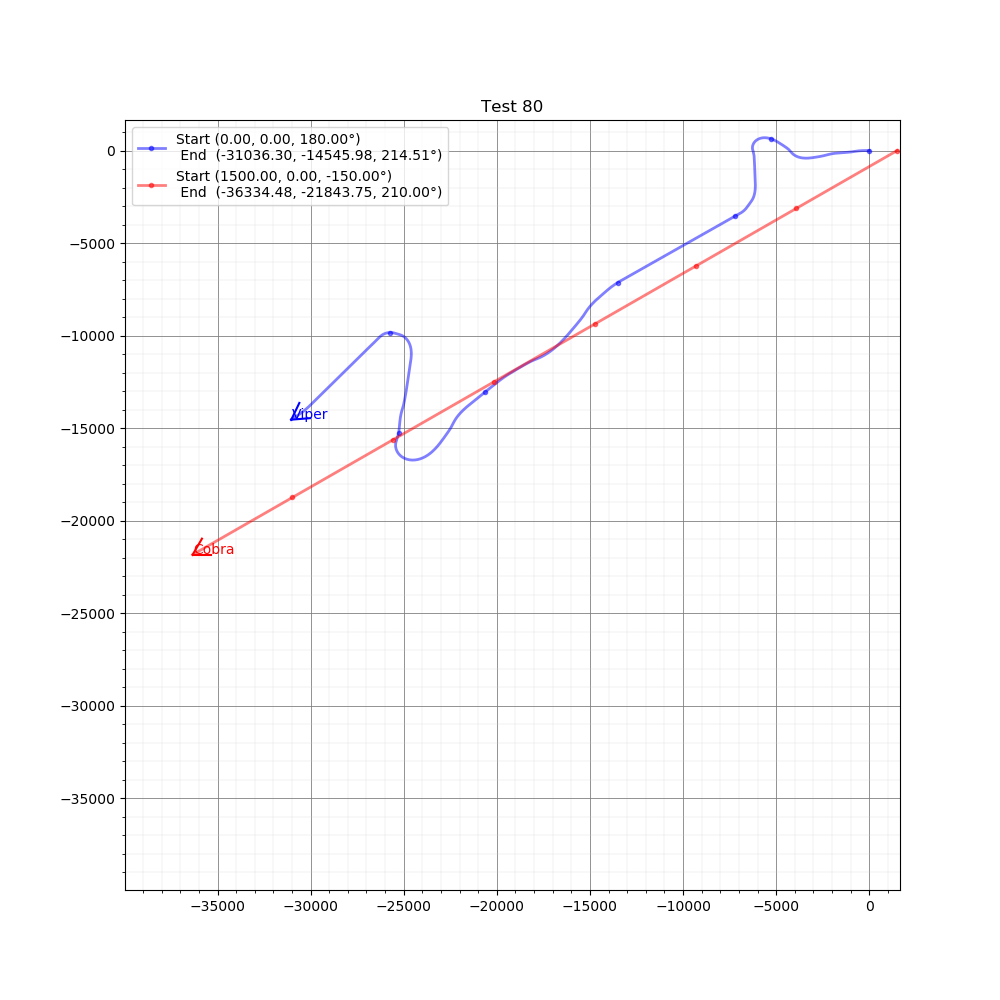 Test 80
Start (0.00, 0.00, 180.00°)
End  (-31036.30, -14545.98, 214.51°)
Start (1500.00, 0.00, -150.00°)
End  (-36334.48, -21843.75, 210.00°)
0
−5000
−10000
−15000
−20000
−25000
−30000
−35000
Viper
Cobra
−35000 −30000 −25000 −20000 −15000 −10000 −5000 0